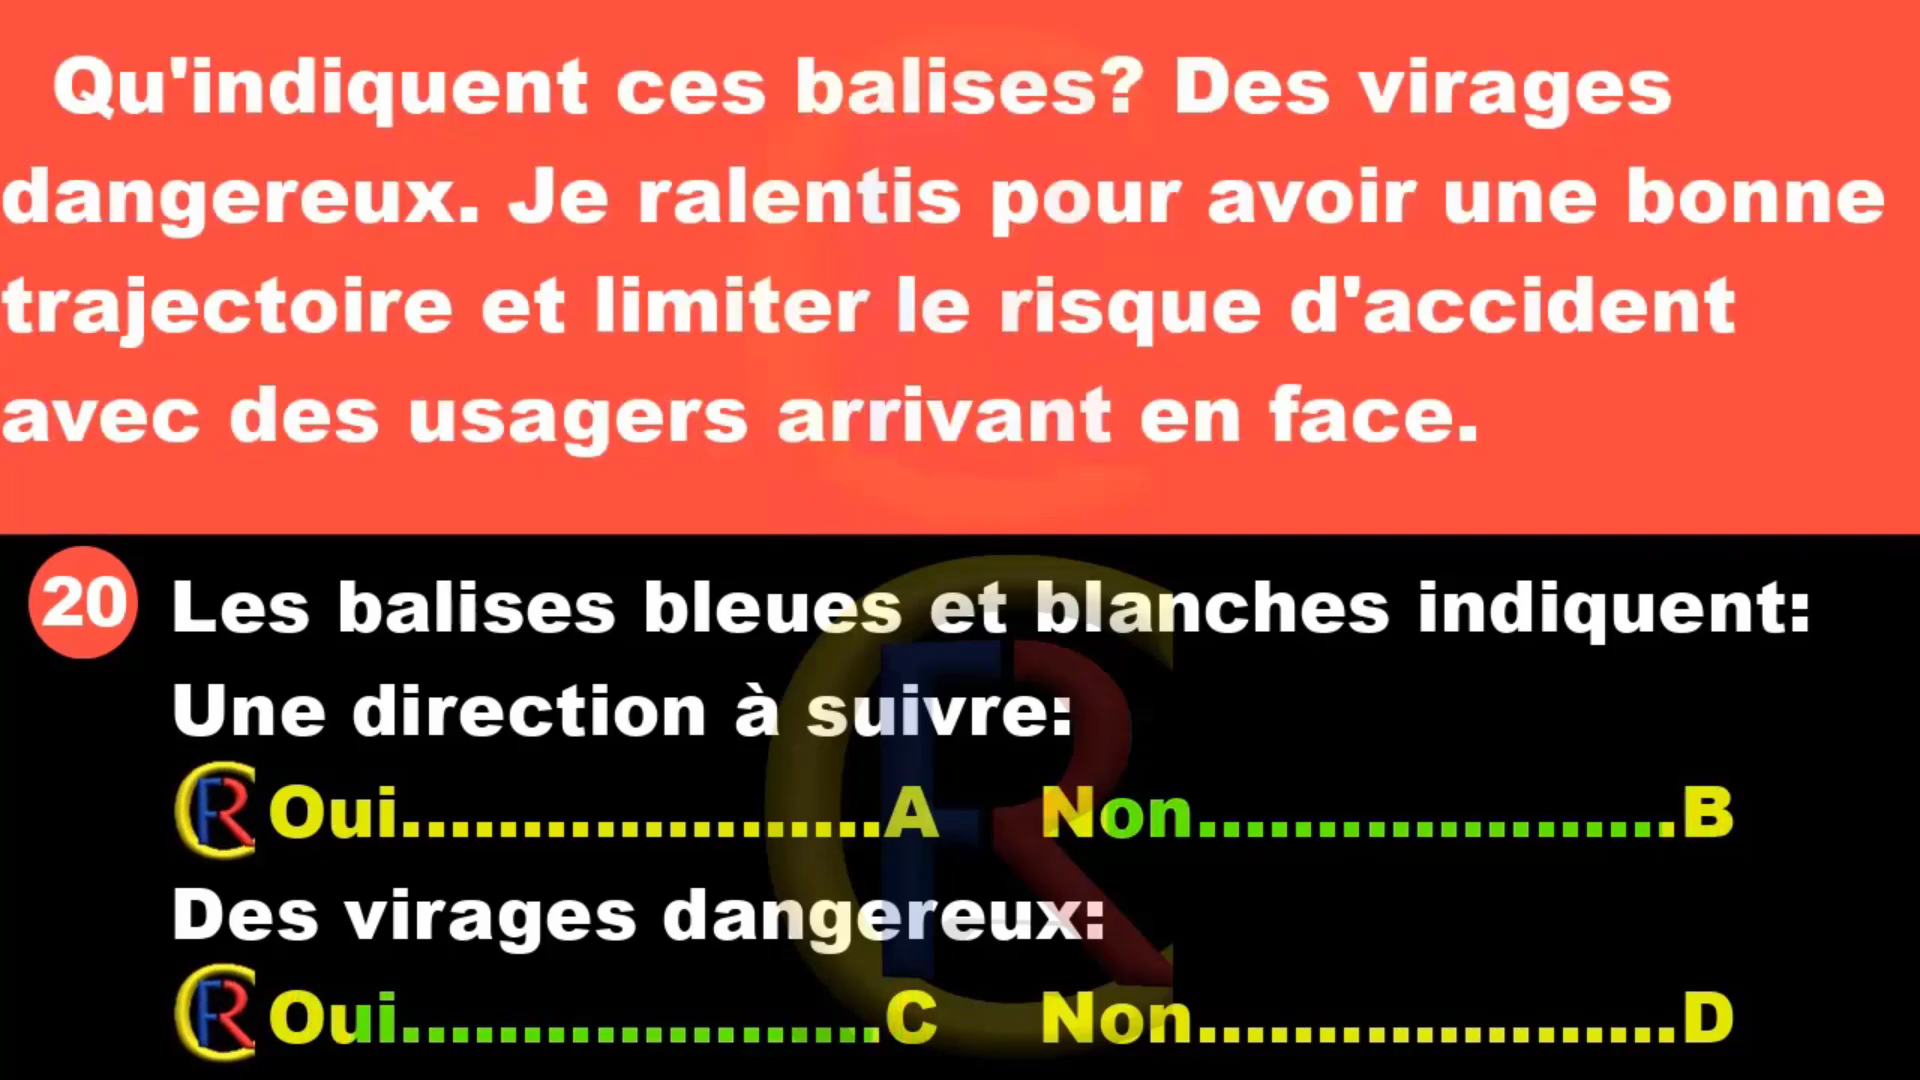 Qu'indiquent ces balises? Des virages
dangereux. Je ralentis pour avoir une bonne
trajectoire et limiter le risque d'accident
avec des usagers arrivant en face.
20 Les balises bleues et blanches indiquent:
Une direction à suivre:
CFR Oui....................A Non....................B
Des virages dangereux:
CFR Oui....................C Non....................D